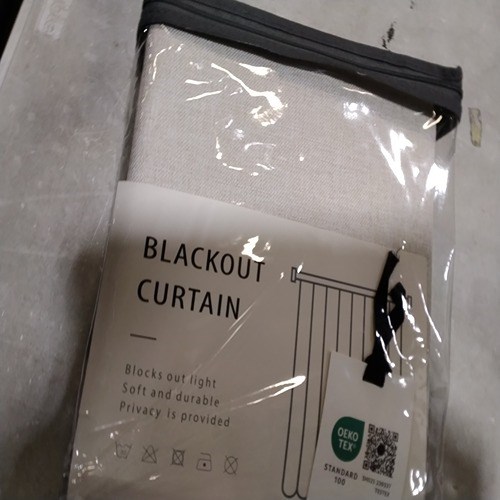 BLACKOUT
CURTAIN
Blocks out light
Soft and durable
Privacy is provided
OEKO
TEX®
STANDARD
100